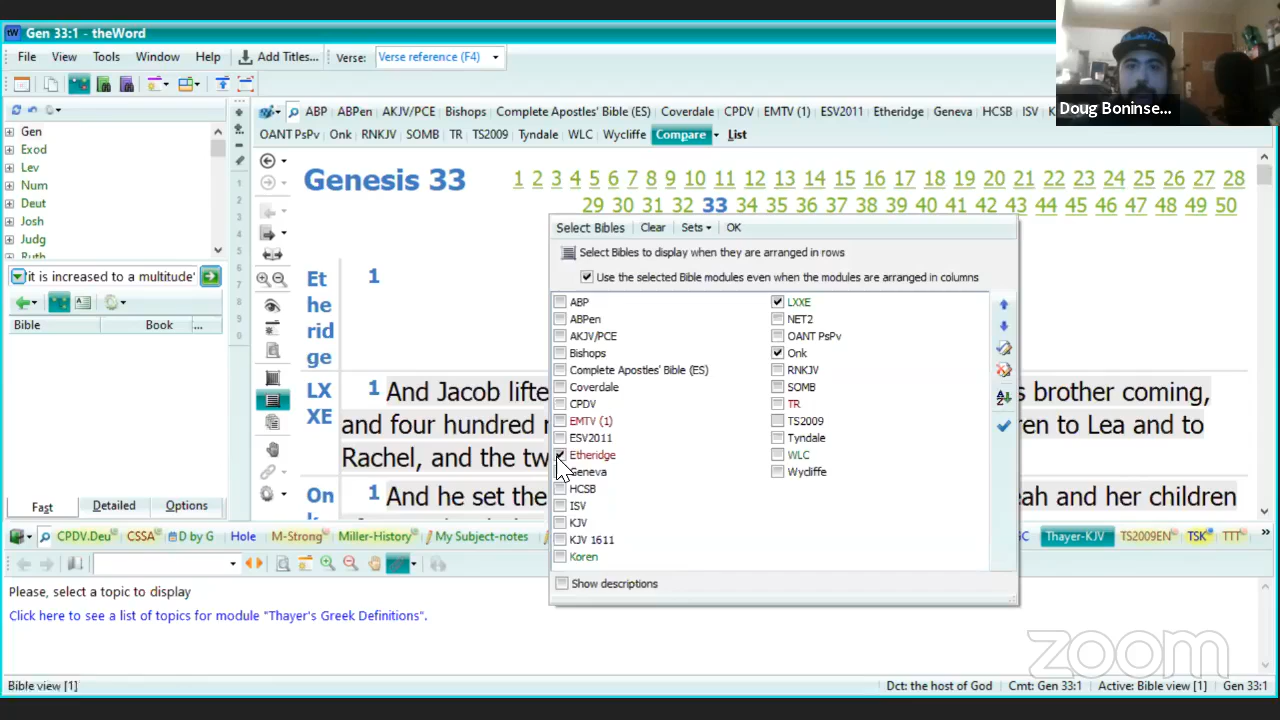 Gen 33:1 - theWord
File View Tools Window Help Add Titles... Verse: Verse reference (F4)
Doug Boninse...
ABP ABPen AKJV/PCE Bishops Complete Apostles' Bible (ES) Coverdale CPDV EMTV (1) ESV2011 Etheridge Geneva HCSB ISV
OANT PsPv Onk RNKJV SOMB TR TS2009 Tyndale WLC Wycliffe Compare List
Gen
Exod
Lev
Num
Deut
Josh
Judg
Ruth
it is increased to a multitude'
Bible Book ...
Fast Detailed Options
Genesis 33
1 2 3 4 5 6 7 8 9 10 11 12 13 14 15 16 17 18 19 20 21 22 23 24 25 26 27 28
29 30 31 32 33 34 35 36 37 38 39 40 41 42 43 44 45 46 47 48 49 50
Et
he
rid
ge
1
LX
XE
1 And Jacob lifte
s brother coming,
and four hundred
ren to Lea and to
Rachel, and the tw
On
1 And he set the
eah and her children
Select Bibles Clear Sets OK
Select Bibles to display when they are arranged in rows
Use the selected Bible modules even when the modules are arranged in columns
ABP
ABPen
AKJV/PCE
Bishops
Complete Apostles' Bible (ES)
Coverdale
CPDV
EMTV (1)
ESV2011
Etheridge
Geneva
HCSB
ISV
KJV
KJV 1611
Koren
LXXE
NET2
OANT PsPv
Onk
RNKJV
SOMB
TR
TS2009
Tyndale
WLC
Wycliffe
Show descriptions
CPDV.Deu CSSA D by G Hole M-Strong Miller-History My Subject-notes
Thayer-KJV TS2009EN TSK TTT
Please, select a topic to display
Click here to see a list of topics for module "Thayer's Greek Definitions".
zoom
Bible view [1]
Dct: the host of God Cmt: Gen 33:1 Active: Bible view [1] Gen 33:1